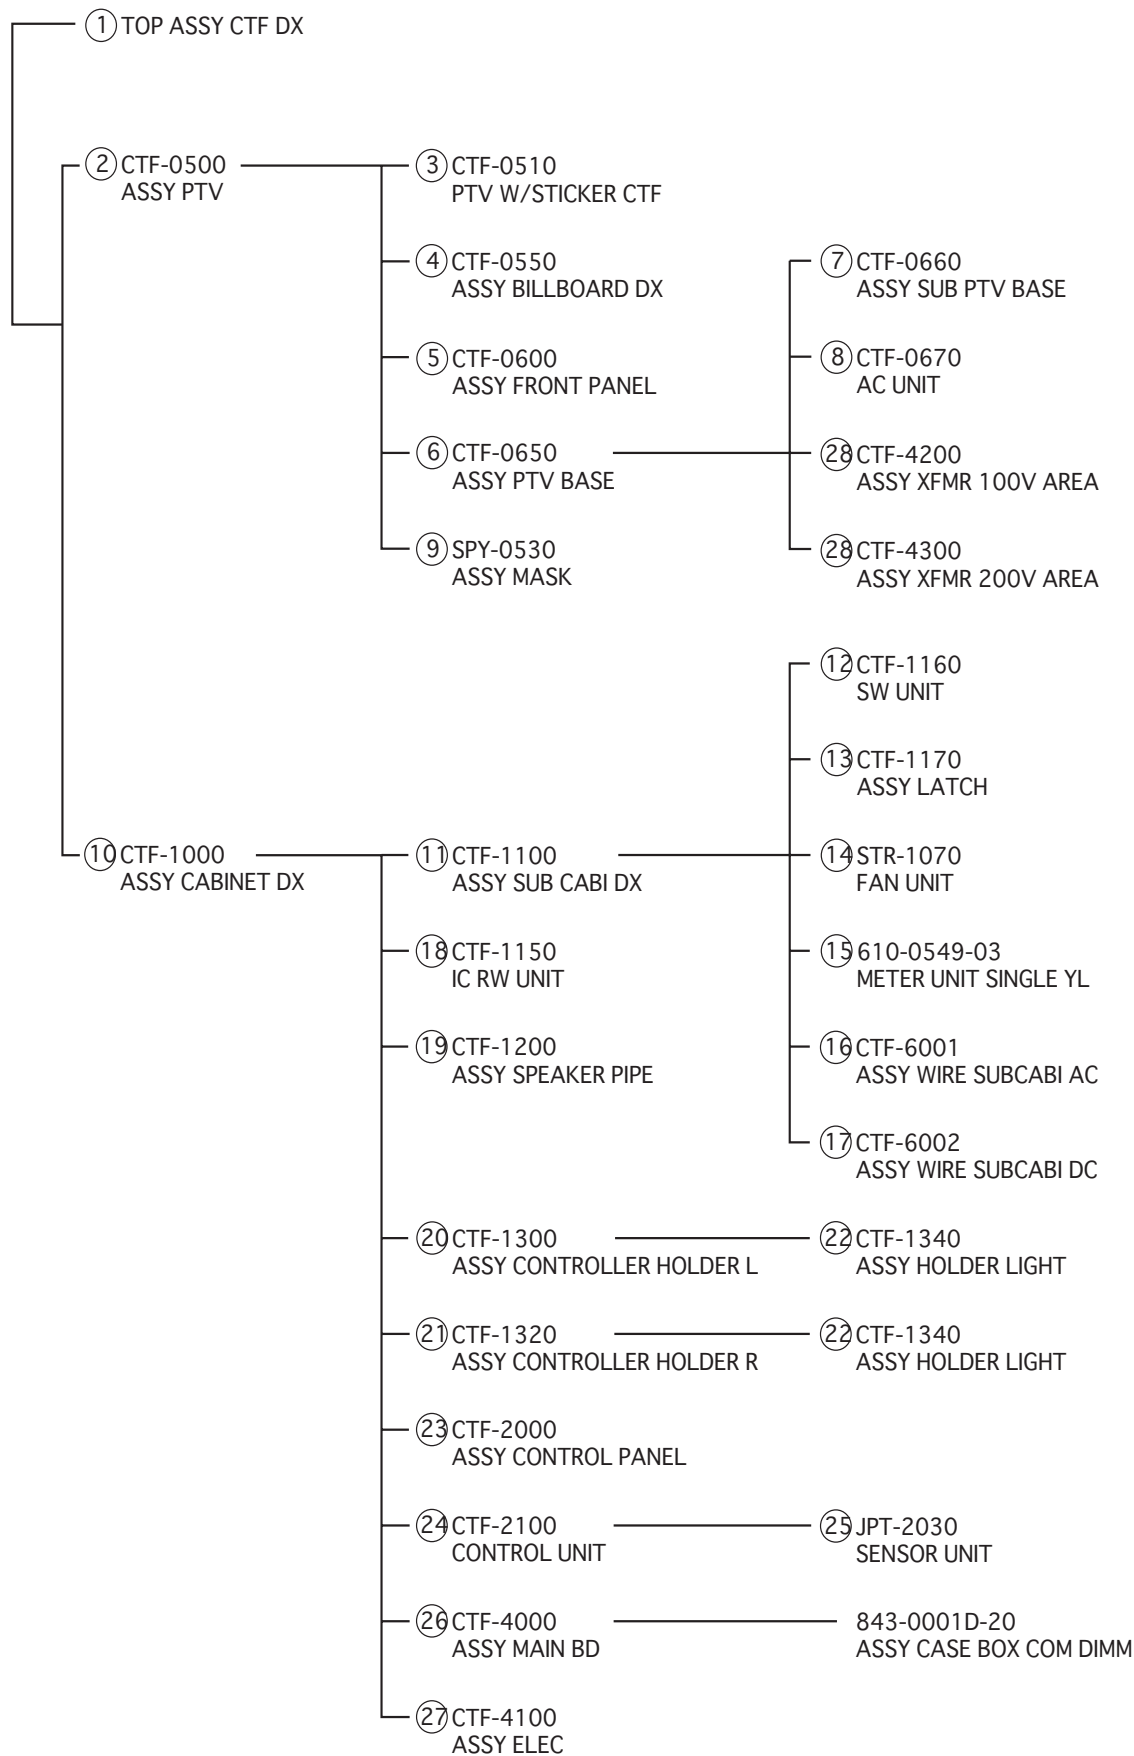 1 TOP ASSY CTF DX
2 CTF-0500
ASSY PTV
3 CTF-0510
PTV W/STICKER CTF
4 CTF-0550
ASSY BILLBOARD DX
5 CTF-0600
ASSY FRONT PANEL
6 CTF-0650
ASSY PTV BASE
7 CTF-0660
ASSY SUB PTV BASE
8 CTF-0670
AC UNIT
28 CTF-4200
ASSY XFMR 100V AREA
28 CTF-4300
ASSY XFMR 200V AREA
9 SPY-0530
ASSY MASK
10 CTF-1000
ASSY CABINET DX
11 CTF-1100
ASSY SUB CABI DX
12 CTF-1160
SW UNIT
13 CTF-1170
ASSY LATCH
14 STR-1070
FAN UNIT
15 610-0549-03
METER UNIT SINGLE YL
16 CTF-6001
ASSY WIRE SUBCABI AC
17 CTF-6002
ASSY WIRE SUBCABI DC
18 CTF-1150
IC RW UNIT
19 CTF-1200
ASSY SPEAKER PIPE
20 CTF-1300
ASSY CONTROLLER HOLDER L
22 CTF-1340
ASSY HOLDER LIGHT
21 CTF-1320
ASSY CONTROLLER HOLDER R
22 CTF-1340
ASSY HOLDER LIGHT
23 CTF-2000
ASSY CONTROL PANEL
24 CTF-2100
CONTROL UNIT
25 JPT-2030
SENSOR UNIT
26 CTF-4000
ASSY MAIN BD
843-0001D-20
ASSY CASE BOX COM DIMM
27 CTF-4100
ASSY ELEC